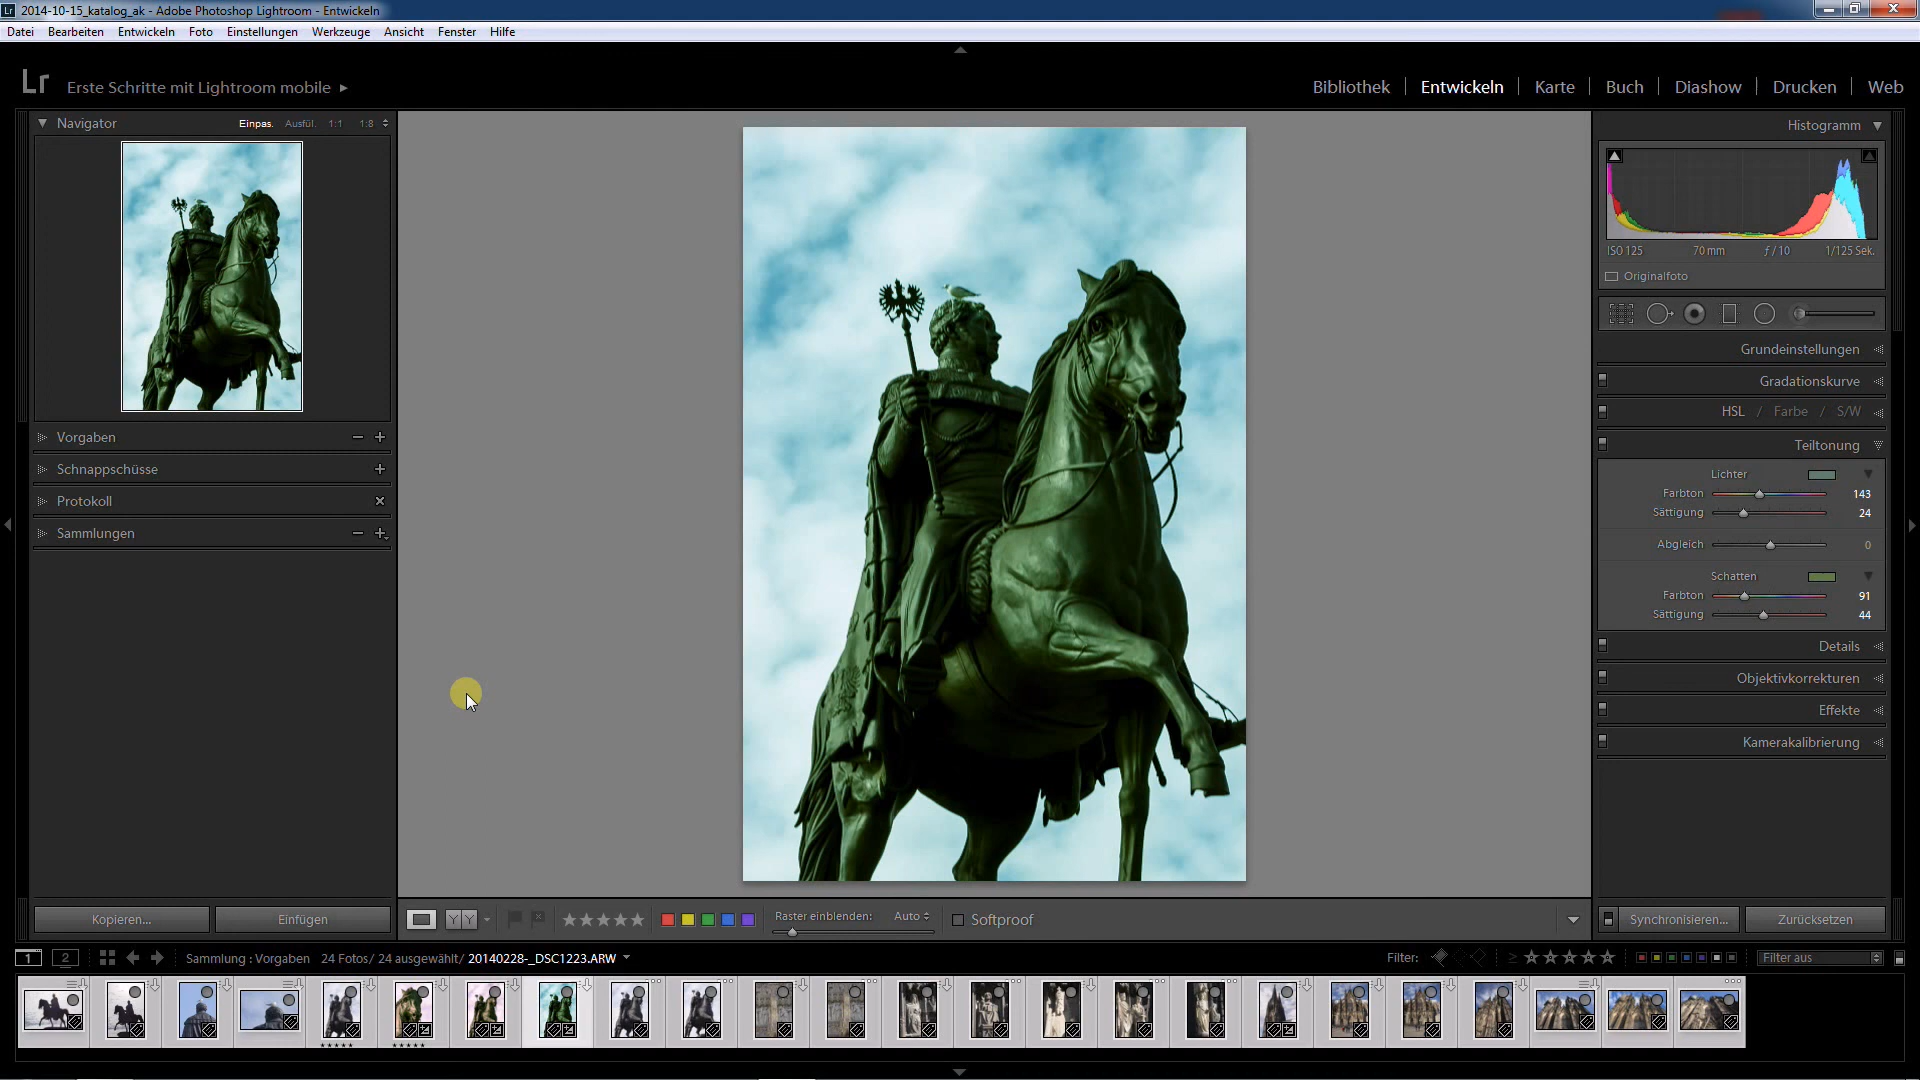 2014-10-15_katalog_ak - Adobe Photoshop Lightroom - Entwickeln
Datei Bearbeiten Entwickeln Foto Einstellungen Werkzeuge Ansicht Fenster Hilfe
Lr Erste Schritte mit Lightroom mobile
Bibliothek Entwickeln Karte Buch Diashow Drucken Web
Navigator Einpas. Ausfül. 1:1 1:8
Vorgaben
Schnappschüsse
Protokoll
Sammlungen
Kopieren... Einfügen
Histogramm
ISO 125 70 mm ƒ / 10 1/125 Sek.
Originalfoto
Grundeinstellungen
Gradationskurve
HSL / Farbe / S/W
Teiltonung
Lichter
Farbton 143
Sättigung 24
Abgleich 0
Schatten
Farbton 91
Sättigung 44
Details
Objektivkorrekturen
Effekte
Kamerakalibrierung
Synchronisieren... Zurücksetzen
Raster einblenden: Auto Softproof
1 2 Sammlung : Vorgaben 24 Fotos/ 24 ausgewählt/ 20140228-_DSC1223.ARW
Filter: ≥ Filter aus